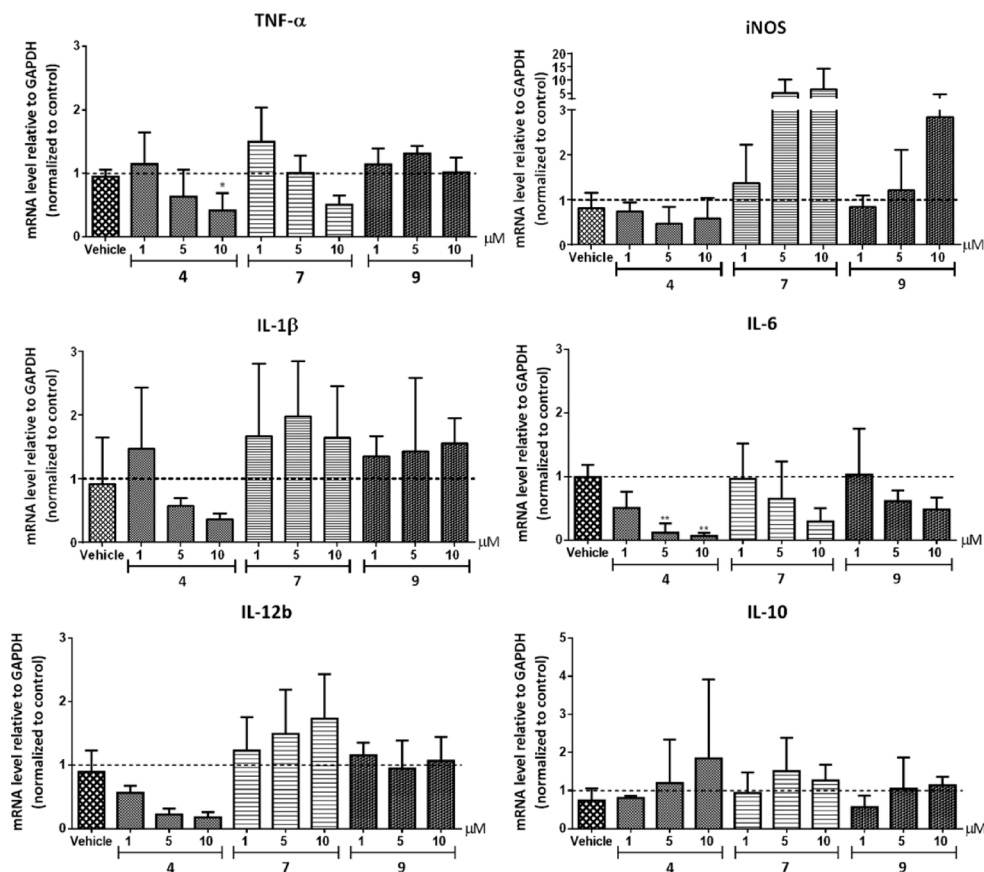 TNF-α
mRNA level relative to GAPDH
(normalized to control)
3
2
1
0
*
Vehicle 1 5 10 μM
4 7 9
1 5 10
1 5 10
iNOS
mRNA level relative to GAPDH
(normalized to control)
20
15
10
5
3
2
1
0
Vehicle 1 5 10 1 5 10 1 5 10 μM
4 7 9
IL-1β
mRNA level relative to GAPDH
(normalized to control)
3
2
1
0
Vehicle 1 5 10 1 5 10 1 5 10 μM
4 7 9
IL-6
mRNA level relative to GAPDH
(normalized to control)
3
2
1
0
** **
Vehicle 1 5 10 1 5 10 1 5 10 μM
4 7 9
IL-12b
mRNA level relative to GAPDH
(normalized to control)
3
2
1
0
Vehicle 1 5 10 1 5 10 1 5 10 μM
4 7 9
IL-10
mRNA level relative to GAPDH
(normalized to control)
5
4
3
2
1
0
Vehicle 1 5 10 1 5 10 1 5 10 μM
4 7 9